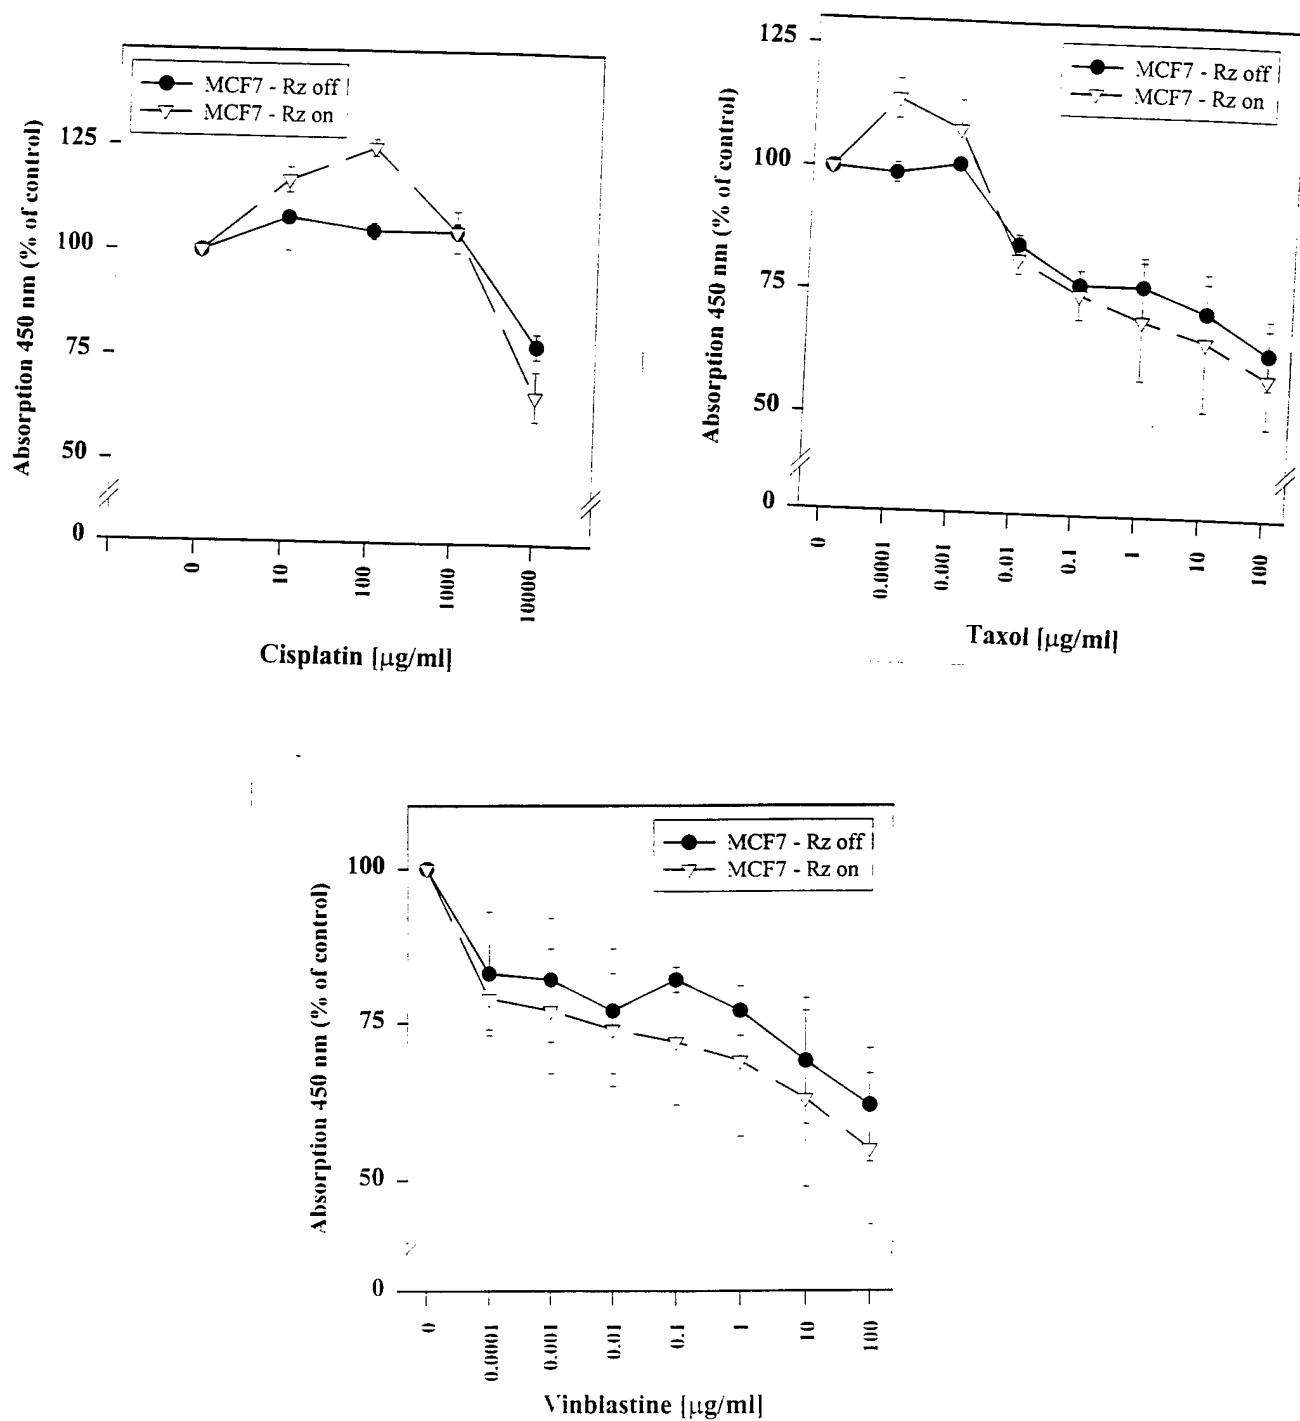 MCF7 - Rz off
MCF7 - Rz on
Absorption 450 nm (% of control)
125
100
75
50
0
0
10
100
1000
10000
Cisplatin [μg/ml]
MCF7 - Rz off
MCF7 - Rz on
Absorption 450 nm (% of control)
125
100
75
50
0
0
0.0001
0.001
0.01
0.1
1
10
100
Taxol [μg/ml]
MCF7 - Rz off
MCF7 - Rz on
Absorption 450 nm (% of control)
100
75
50
0
0
0.0001
0.001
0.01
0.1
1
10
100
Vinblastine [μg/ml]